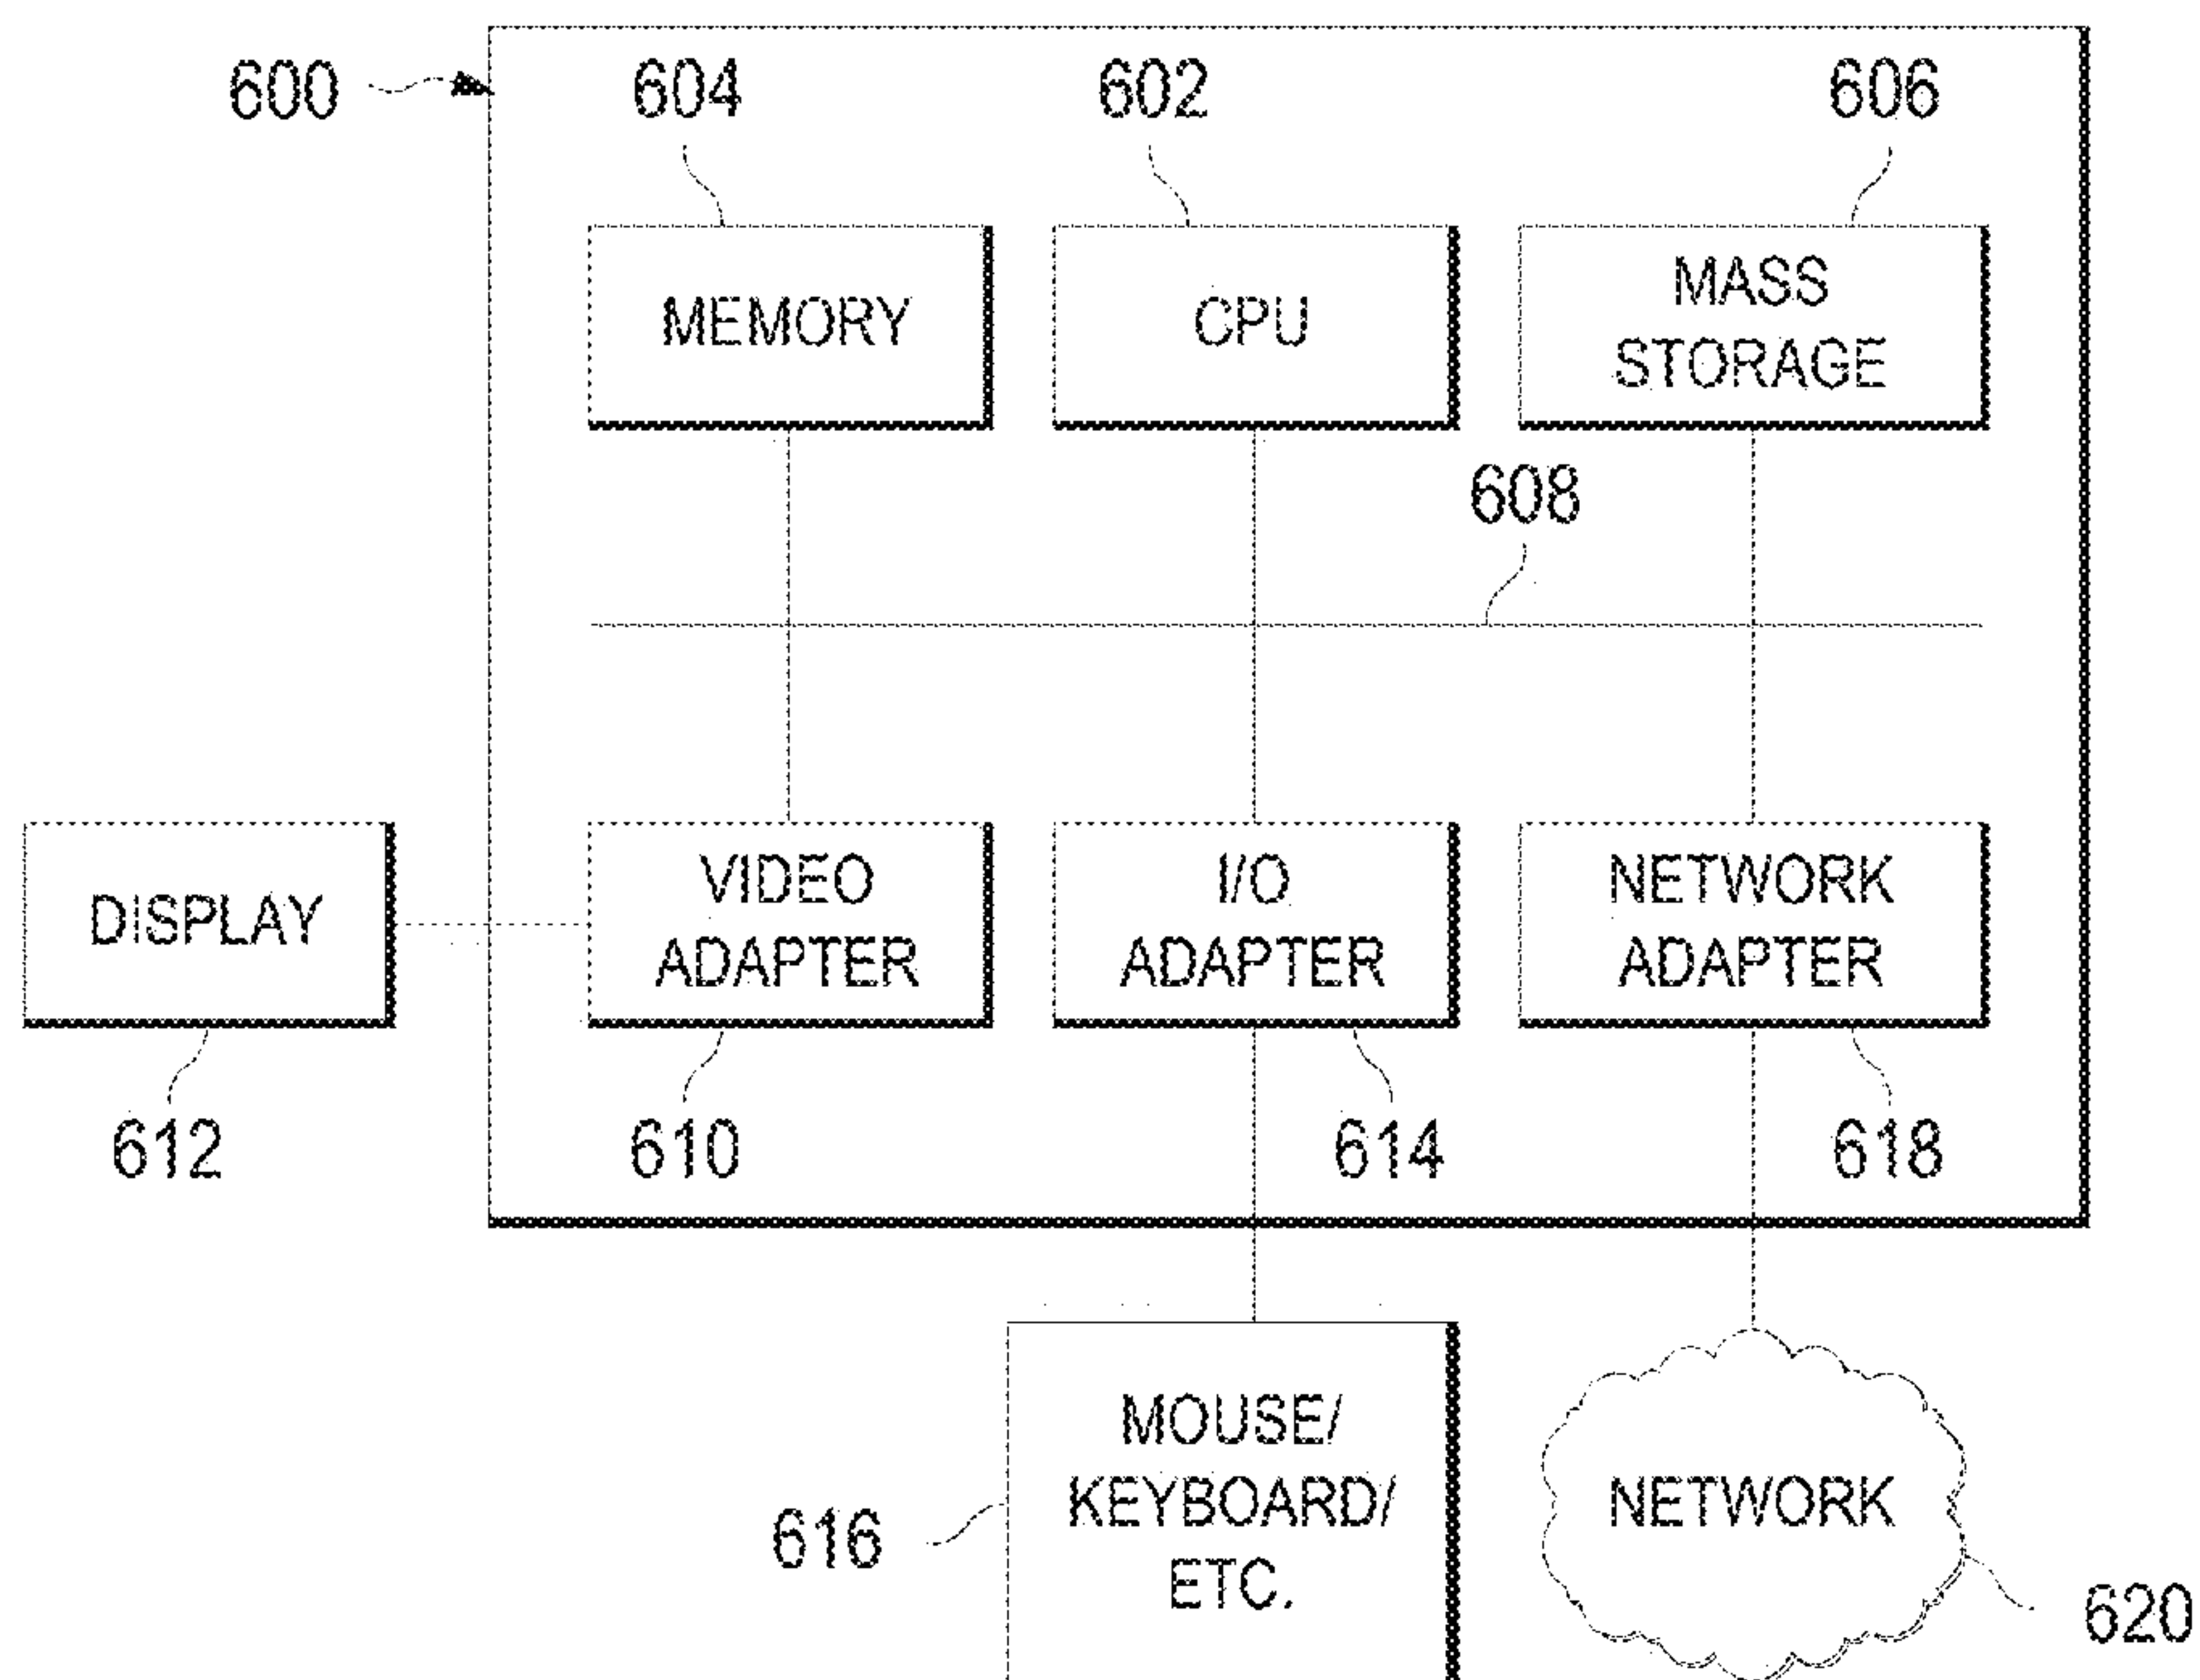 600
604
602
606
MEMORY
CPU
MASS
STORAGE
608
DISPLAY
VIDEO
ADAPTER
I/O
ADAPTER
NETWORK
ADAPTER
612
610
614
618
MOUSE/
KEYBOARD/
ETC.
616
NETWORK
620